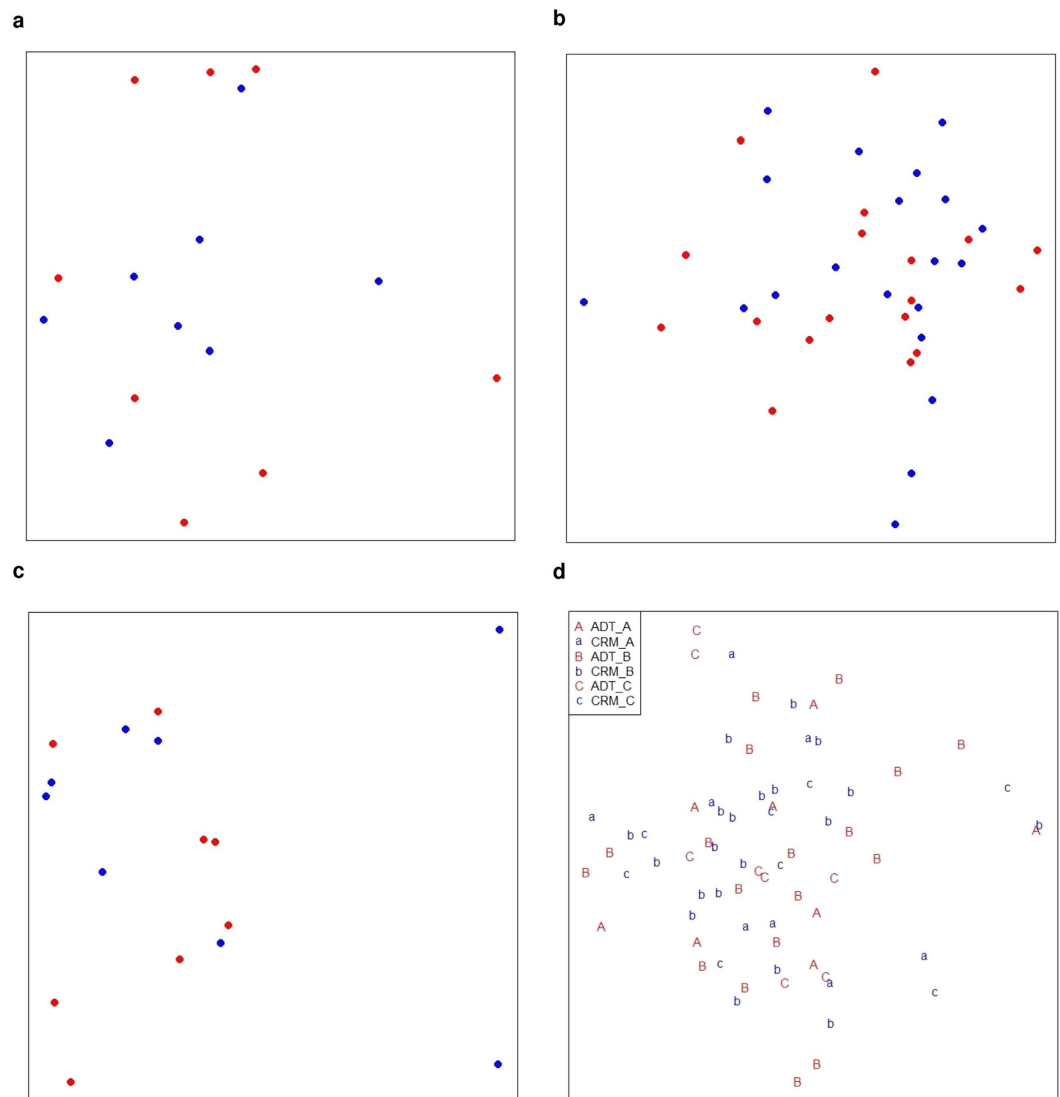 a
b
c
d
A ADT_A
a CRM_A
B ADT_B
b CRM_B
C ADT_C
c CRM_C
C
C a
B
B b A
b a b
B B
B
c c
b b b
A a A
b c
a b b
b A
b c B
B b
B C B b b c B
B b c
C C C
b b B B
b A
A a a
A B
B c b A a
C C a
B c
b
b
B
B